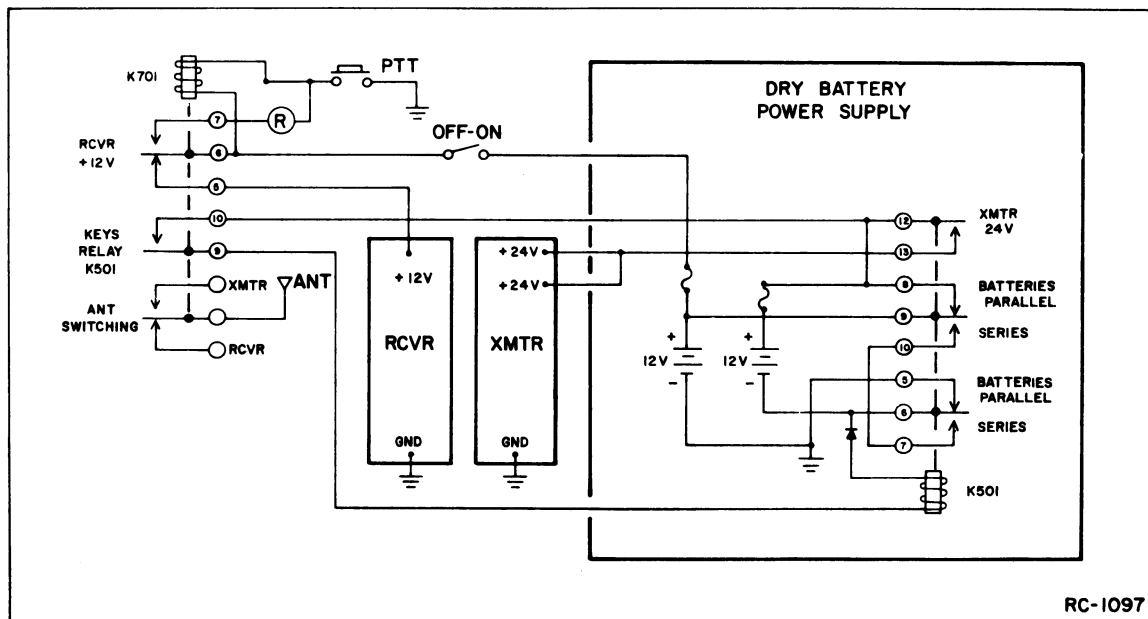 K701
PTT
DRY BATTERY
POWER SUPPLY
7
R
OFF-ON
RCVR
+12V
6
5
10
KEYS
RELAY
K501
9
XMTR
ANT
ANT
SWITCHING
RCVR
+12V
RCVR
GND
+24V
+24V
XMTR
GND
12
XMTR
24V
13
8
BATTERIES
PARALLEL
9
SERIES
10
+
12V
-
+
12V
-
5
BATTERIES
PARALLEL
6
SERIES
7
K501
RC-1097